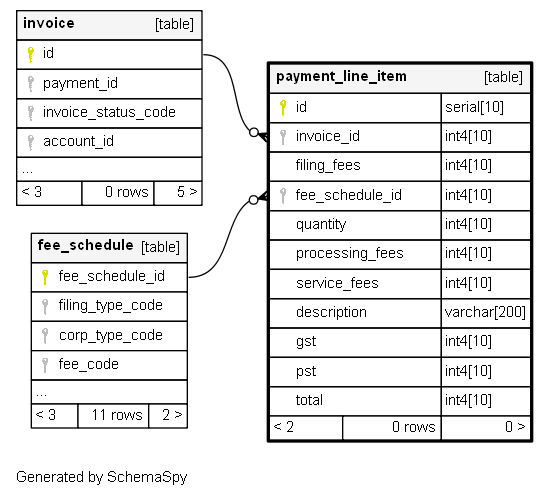 invoice [table]
id
payment_id
invoice_status_code
account_id
...
< 3 0 rows 5 >
fee_schedule [table]
fee_schedule_id
filing_type_code
corp_type_code
fee_code
...
< 3 11 rows 2 >
payment_line_item [table]
id serial[10]
invoice_id int4[10]
filing_fees int4[10]
fee_schedule_id int4[10]
quantity int4[10]
processing_fees int4[10]
service_fees int4[10]
description varchar[200]
gst int4[10]
pst int4[10]
total int4[10]
< 2 0 rows 0 >
Generated by SchemaSpy